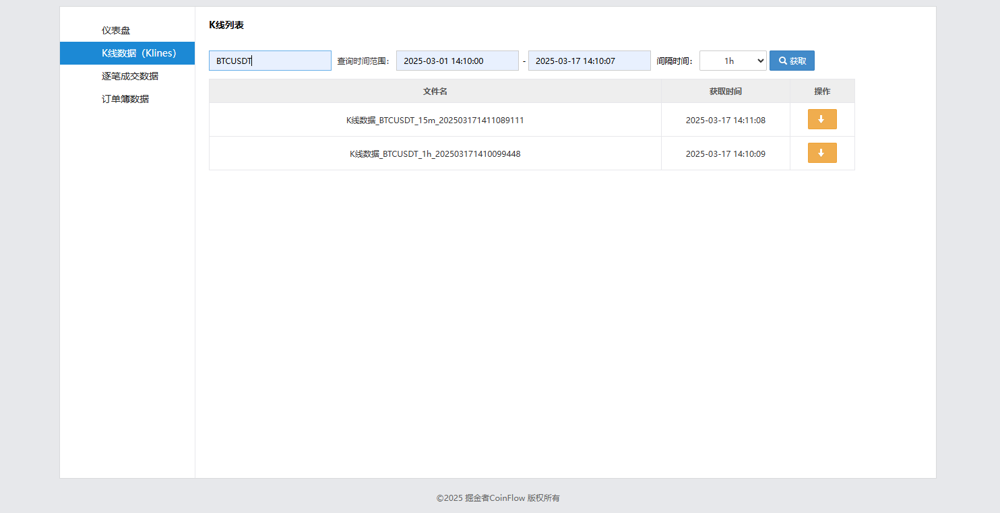 仪表盘
K线数据（Klines）
逐笔成交数据
订单簿数据
K线列表
BTCUSDT 查询时间范围： 2025-03-01 14:10:00 - 2025-03-17 14:10:07 间隔时间： 1h 获取
文件名 获取时间 操作
K线数据_BTCUSDT_15m_202503171411089111 2025-03-17 14:11:08
K线数据_BTCUSDT_1h_202503171410099448 2025-03-17 14:10:09
©2025 掘金者CoinFlow 版权所有